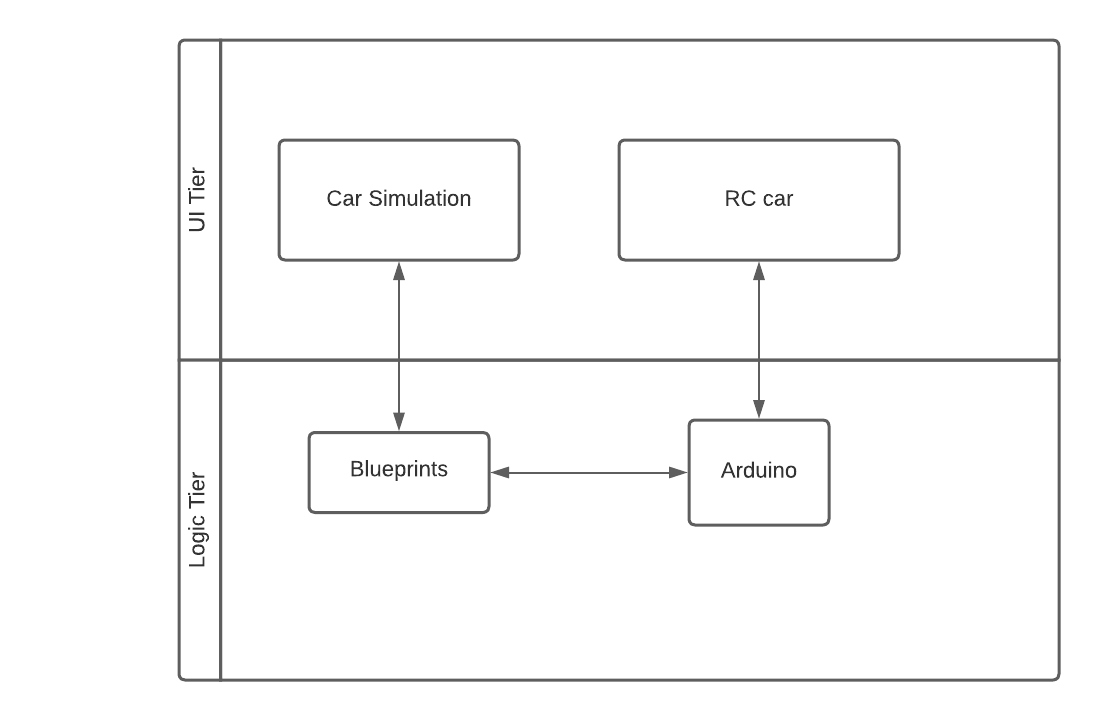 UI Tier
Car Simulation
RC car
Logic Tier
Blueprints
Arduino